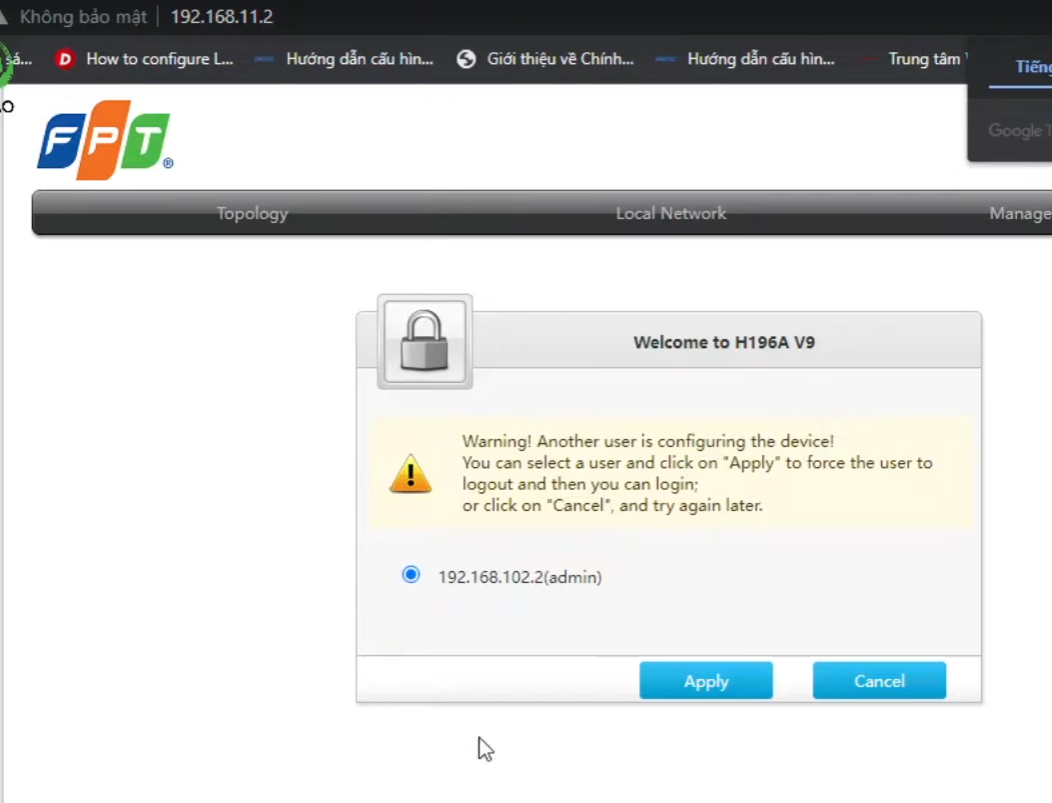 Không bảo mật | 192.168.11.2
sá... How to configure L... Hướng dẫn cấu hìn... Giới thiệu về Chính... Hướng dẫn cấu hìn... Trung tâm
Tiếng
Google T
FPT®
Topology Local Network Manage
Welcome to H196A V9
Warning! Another user is configuring the device!
You can select a user and click on "Apply" to force the user to
logout and then you can login;
or click on "Cancel", and try again later.
192.168.102.2(admin)
Apply Cancel